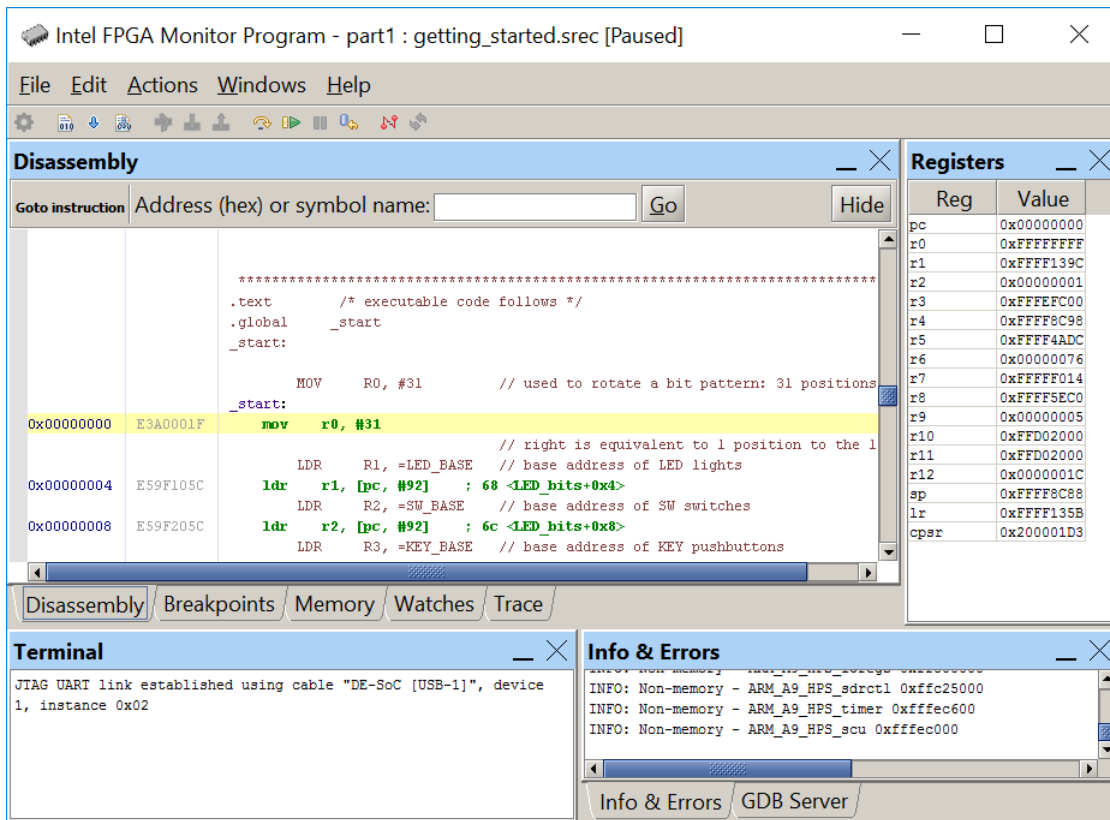 Intel FPGA Monitor Program - part1 : getting_started.srec [Paused]
File Edit Actions Windows Help
Disassembly
Goto instruction Address (hex) or symbol name: Go Hide
******************************************************************************
.text /* executable code follows */
.global _start
_start:
MOV R0, #31 // used to rotate a bit pattern: 31 positions
_start:
0x00000000 E3A0001F mov r0, #31
// right is equivalent to 1 position to the l
LDR R1, =LED_BASE // base address of LED lights
0x00000004 E59F105C ldr r1, [pc, #92] ; 68 <LED_bits+0x4>
LDR R2, =SW_BASE // base address of SW switches
0x00000008 E59F205C ldr r2, [pc, #92] ; 6c <LED_bits+0x8>
LDR R3, =KEY_BASE // base address of KEY pushbuttons
Disassembly Breakpoints Memory Watches Trace
Registers
Reg Value
pc 0x00000000
r0 0xFFFFFFFF
r1 0xFFFF139C
r2 0x00000001
r3 0xFFFEFC00
r4 0xFFFF8C98
r5 0xFFFF4ADC
r6 0x00000076
r7 0xFFFFF014
r8 0xFFFF5EC0
r9 0x00000005
r10 0xFFD02000
r11 0xFFD02000
r12 0x0000001C
sp 0xFFFF8C88
lr 0xFFFF135B
cpsr 0x200001D3
Terminal
JTAG UART link established using cable "DE-SoC [USB-1]", device
1, instance 0x02
Info & Errors
INFO: Non-memory - ARM_A9_HPS_sdrctl 0xffc25000
INFO: Non-memory - ARM_A9_HPS_timer 0xfffec600
INFO: Non-memory - ARM_A9_HPS_scu 0xfffec000
Info & Errors GDB Server